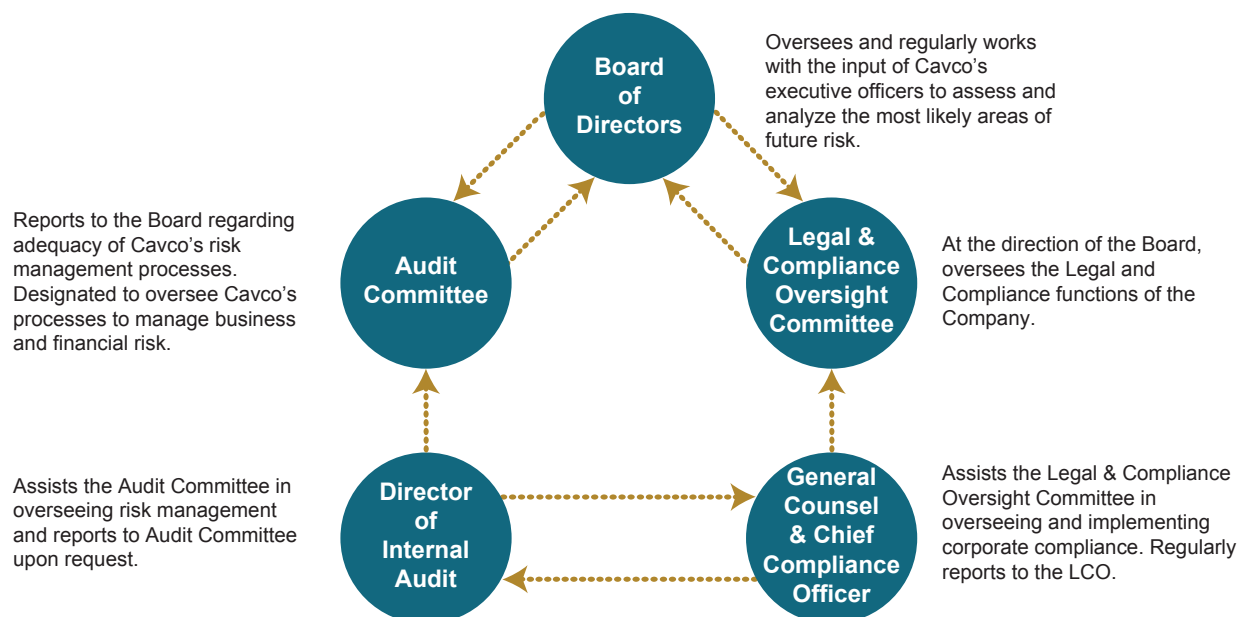 Board
of
Directors
Oversees and regularly works
with the input of Cavco’s
executive officers to assess and
analyze the most likely areas of
future risk.
Reports to the Board regarding
adequacy of Cavco’s risk
management processes.
Designated to oversee Cavco’s
processes to manage business
and financial risk.
Audit
Committee
Legal &
Compliance
Oversight
Committee
At the direction of the Board,
oversees the Legal and
Compliance functions of the
Company.
Assists the Audit Committee in
overseeing risk management
and reports to Audit Committee
upon request.
Director
of
Internal
Audit
General
Counsel
& Chief
Compliance
Officer
Assists the Legal & Compliance
Oversight Committee in
overseeing and implementing
corporate compliance. Regularly
reports to the LCO.